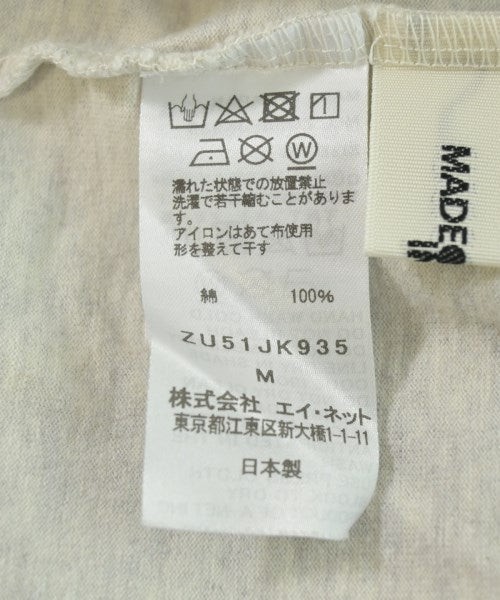 濡れた状態での放置禁止
洗濯で若干縮むことがありま
す。
アイロンはあて布使用
形を整えて干す
綿 100%
ZU51JK935
M
株式会社 エイ・ネット
東京都江東区新大橋1-1-11
日本製
MADE
W